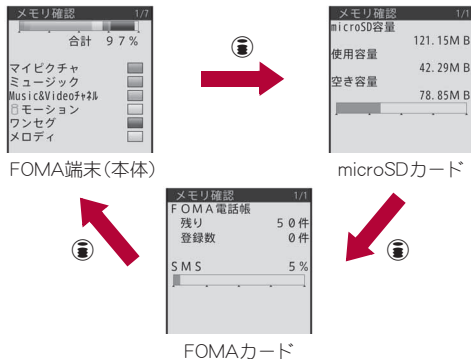 メモリ確認 1/7
合計 97%
マイピクチャ
ミュージック
Music&Videoチャネル
iモーション
ワンセグ
メロディ
FOMA端末（本体）
メモリ確認 1/1
microSD容量
121.15MB
使用容量
42.29MB
空き容量
78.85MB
microSDカード
メモリ確認 1/1
FOMA電話帳
残り 50件
登録数 0件
SMS 5%
FOMAカード